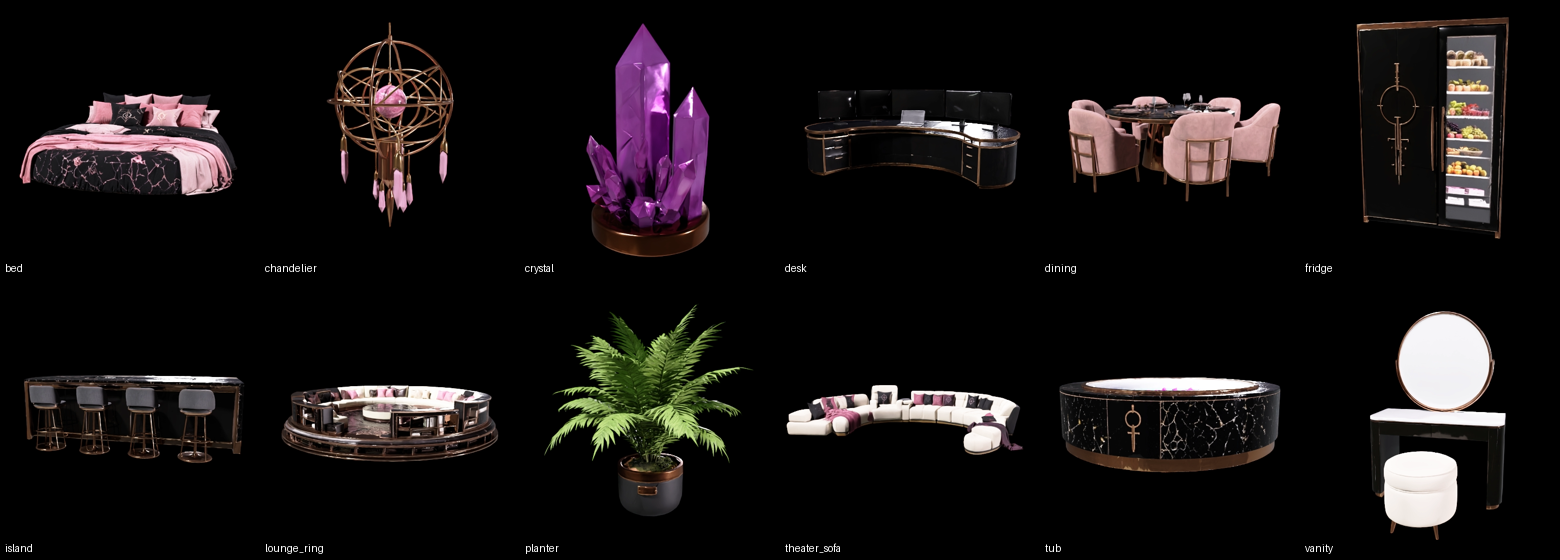 bed
chandelier
crystal
desk
dining
fridge
island
lounge_ring
planter
theater_sofa
tub
vanity